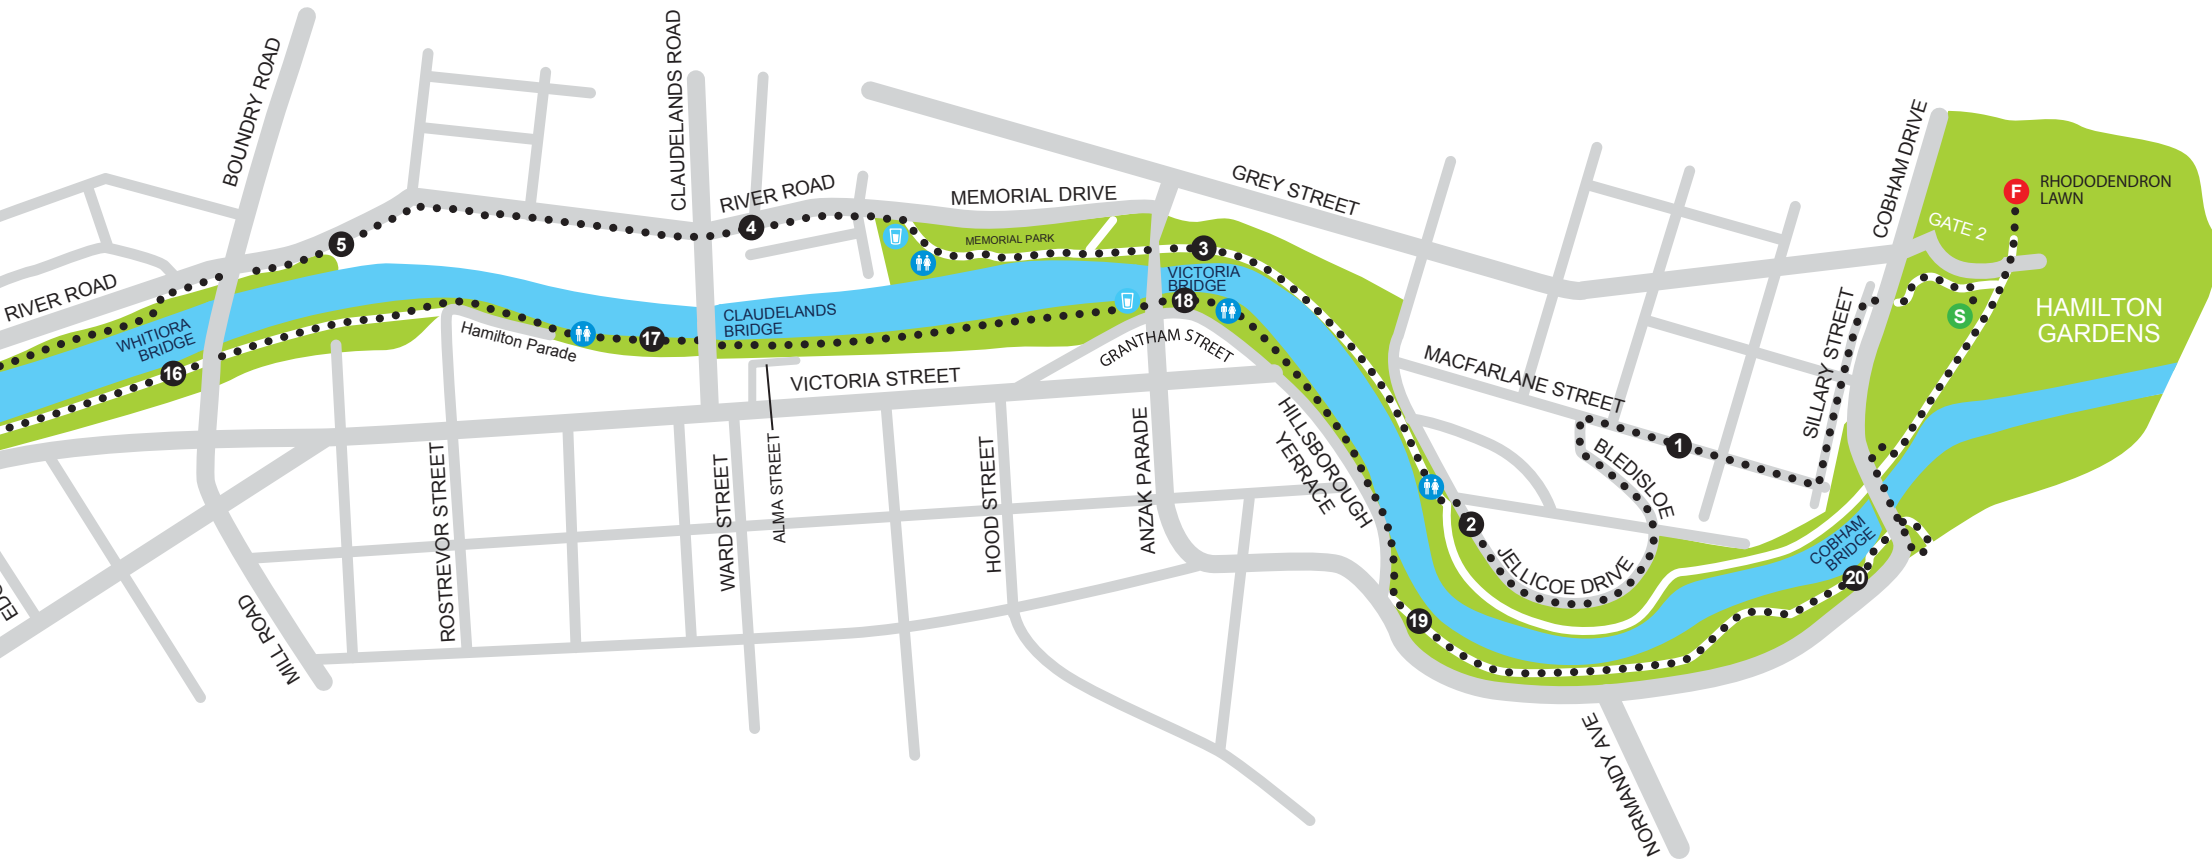 BOUNDRY ROAD
CLAUDELANDS ROAD
RIVER ROAD
MEMORIAL DRIVE
GREY STREET
COBHAM DRIVE
GATE 2
F
RHODODENDRON
LAWN
5
4
MEMORIAL PARK
3
RIVER ROAD
WHITIORA
BRIDGE
16
Hamilton Parade
17
CLAUDELANDS
BRIDGE
VICTORIA
BRIDGE
18
GRANTHAM STREET
S
HAMILTON
GARDENS
MACFARLANE STREET
SILLARY STREET
1
VICTORIA STREET
BLEDISLOE
HILLSBOROUGH
YERRACE
ROSTREVOR STREET
WARD STREET
ALMA STREET
HOOD STREET
ANZAK PARADE
2
JELLICOE DRIVE
COBHAM
BRIDGE
20
19
MILL ROAD
NORMANDY AVE